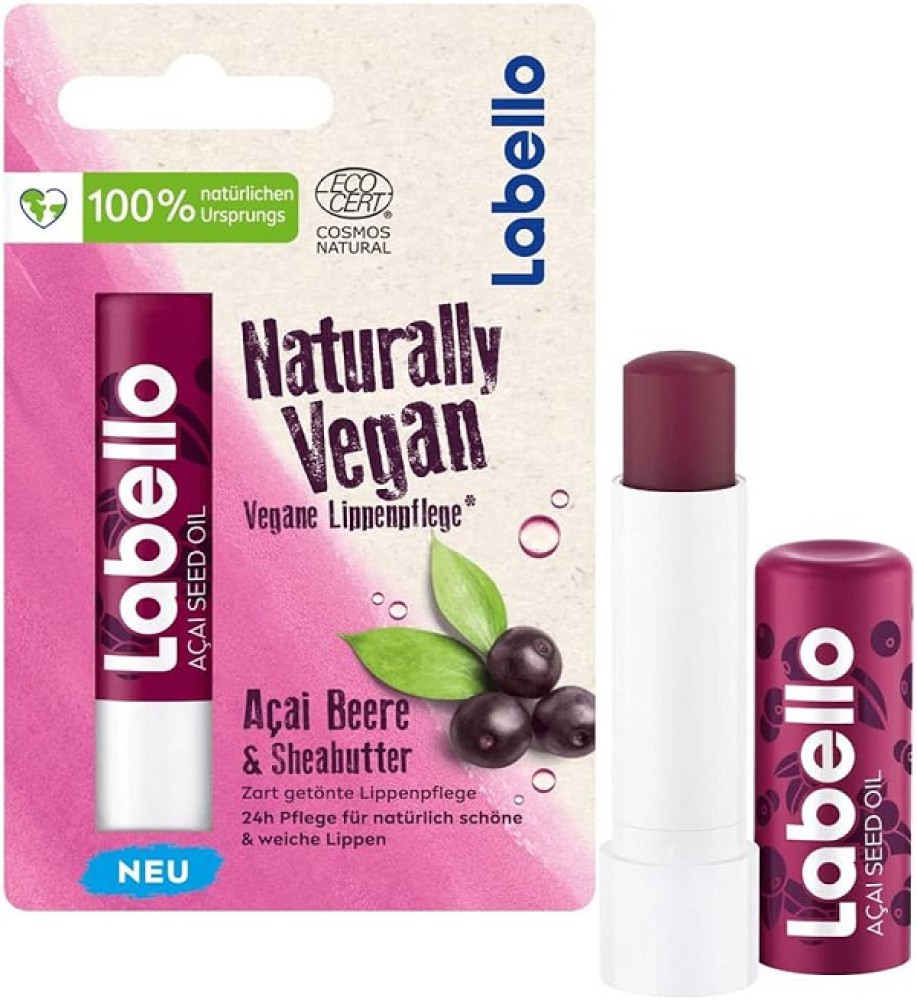 Labello
100% natürlichen
Ursprungs
ECO
CERT®
COSMOS
NATURAL
Naturally
Vegan
Vegane Lippenpflege*
Labello
AÇAI SEED OIL
Açai Beere
& Sheabutter
Zart getönte Lippenpflege
24h Pflege für natürlich schöne
& weiche Lippen
NEU
Labello
AÇAI SEED OIL